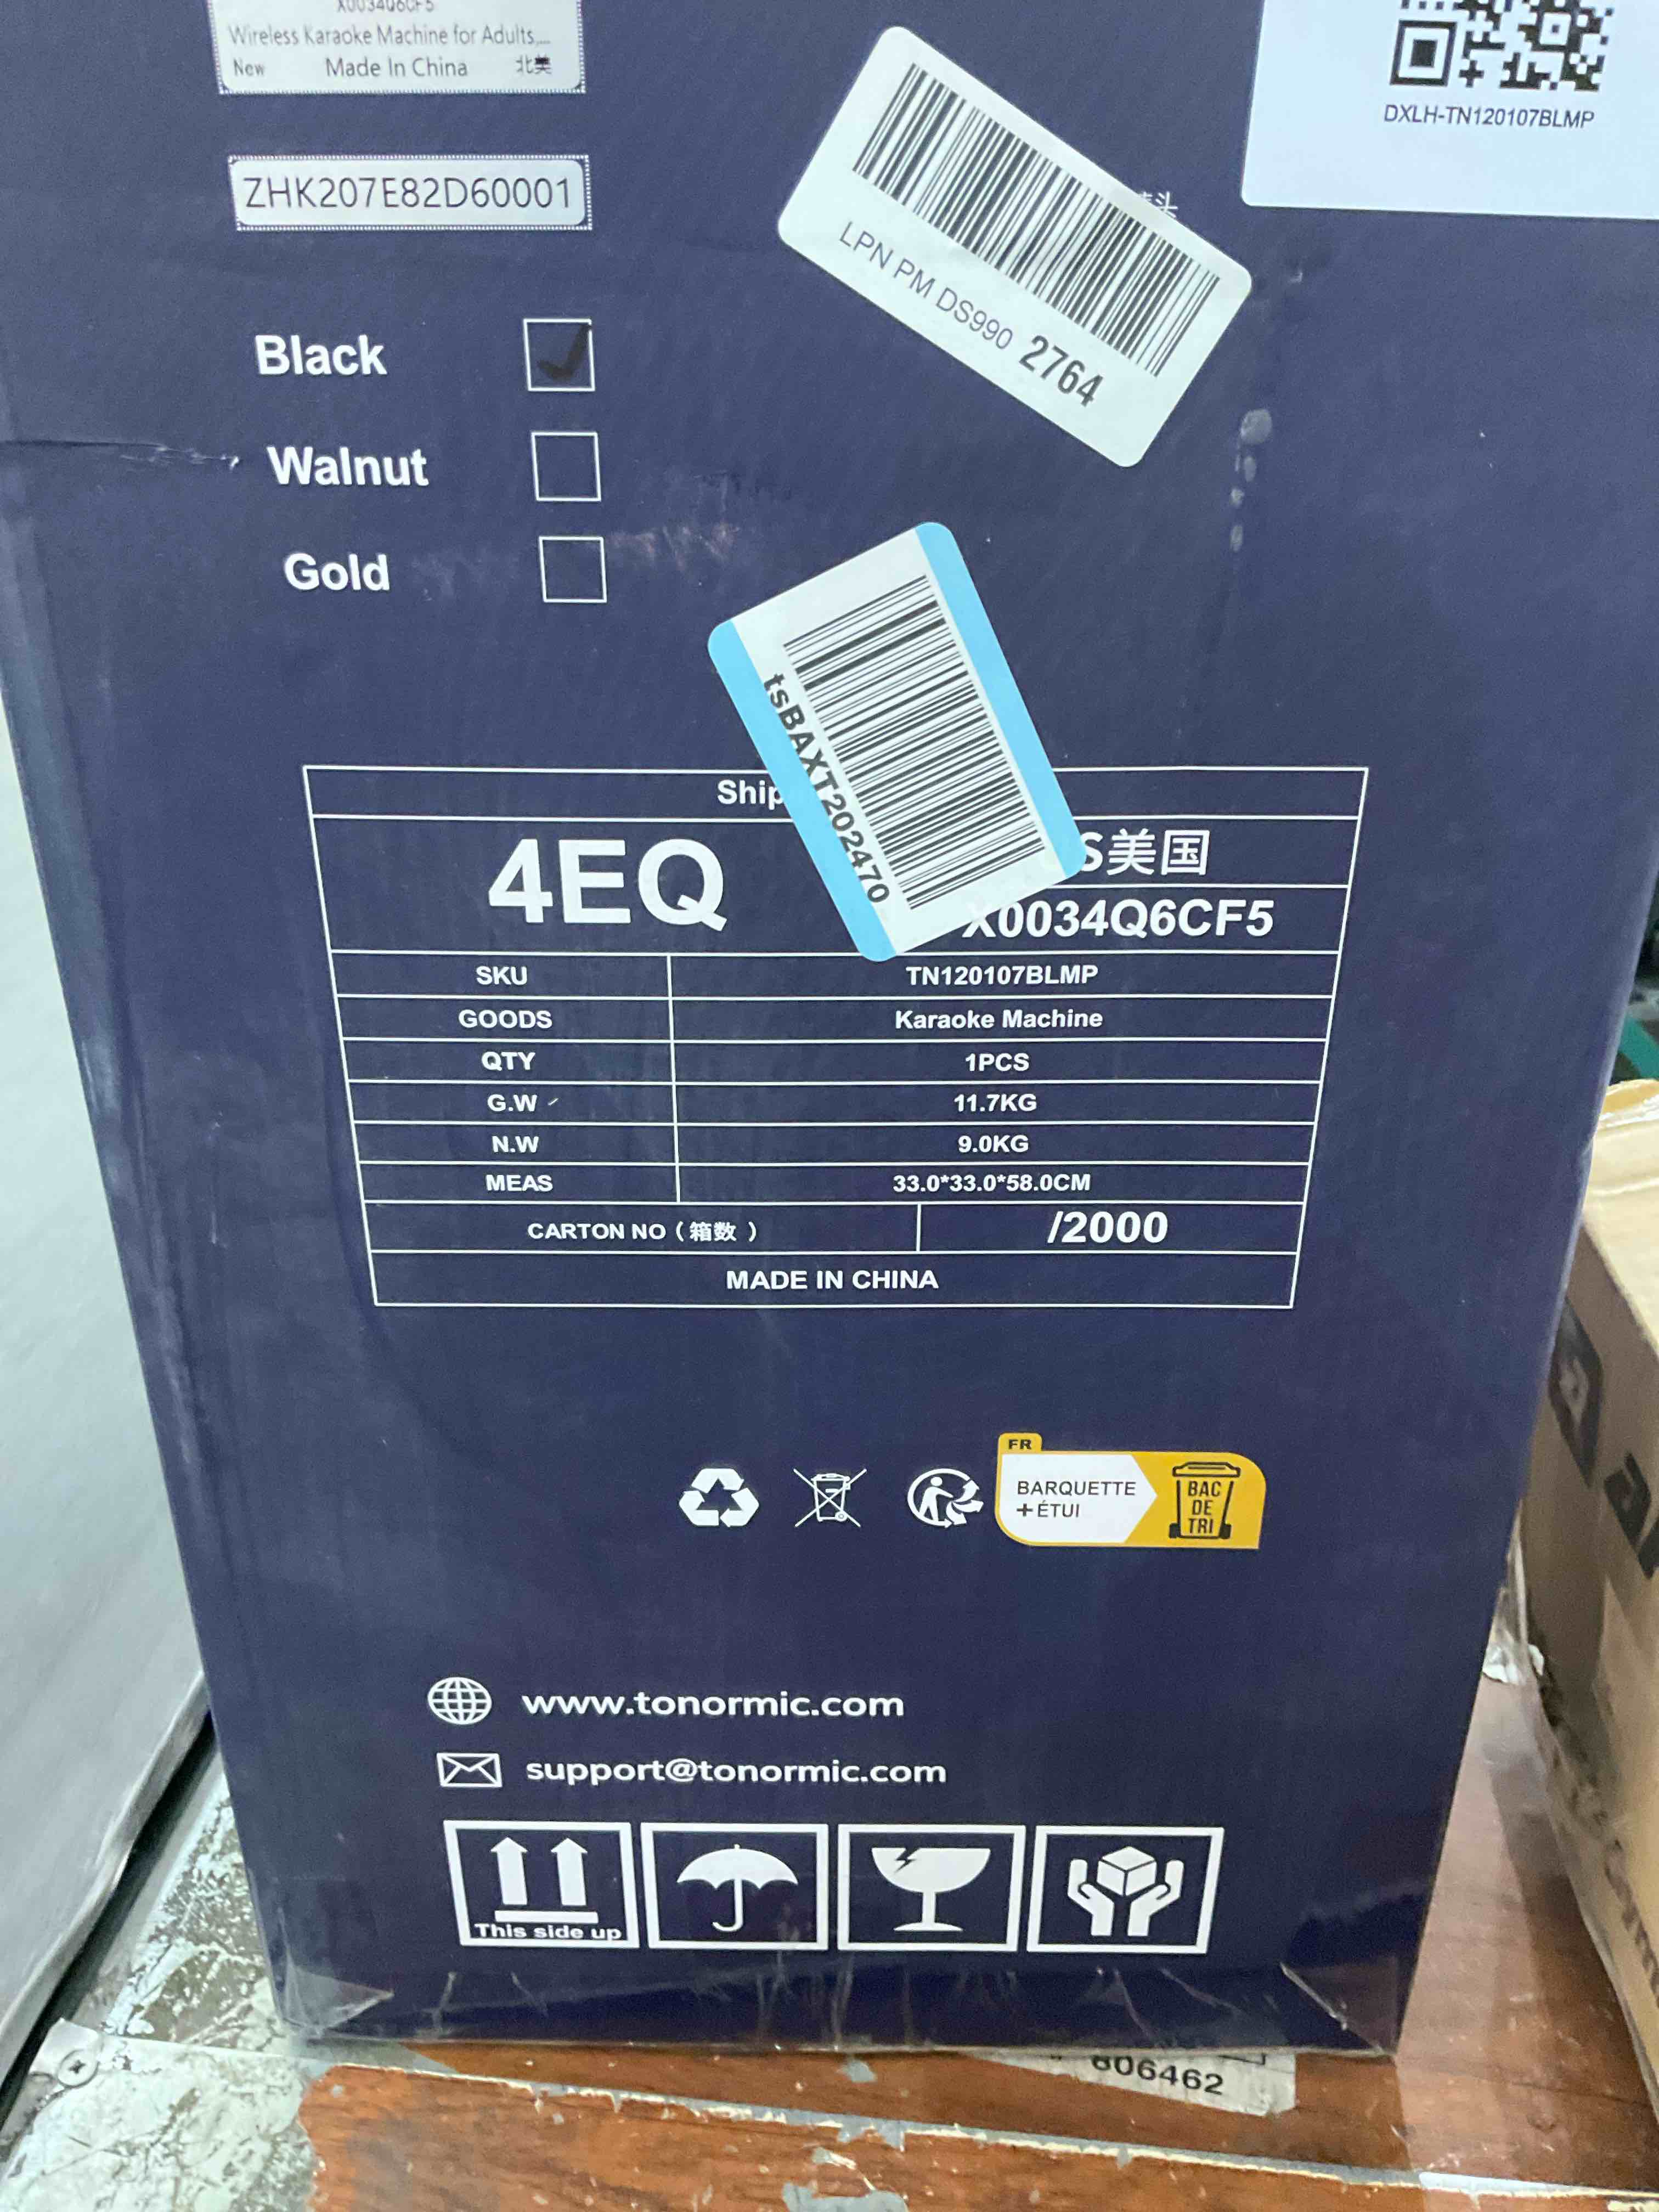 X0034Q6CF5
Wireless Karaoke Machine for Adults,...
New Made In China 北美
DXLH-TN120107BLMP
ZHK207E82D60001
头
LPN PM DS990 2764
Black
Walnut
Gold
tsBAXT202470
Ship
4EQ
S美国
X0034Q6CF5
SKU TN120107BLMP
GOODS Karaoke Machine
QTY 1PCS
G.W 11.7KG
N.W 9.0KG
MEAS 33.0*33.0*58.0CM
CARTON NO（箱数） /2000
MADE IN CHINA
FR
BARQUETTE
+ÉTUI
BAC
DE
TRI
www.tonormic.com
support@tonormic.com
This side up
606462